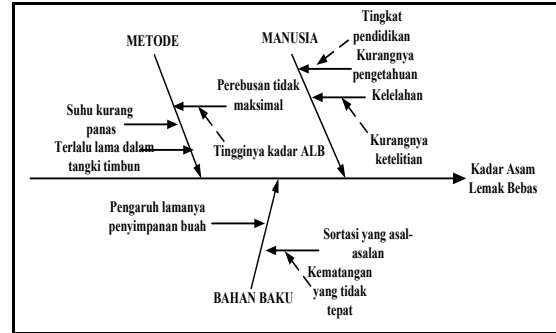 METODE
MANUSIA
Tingkat
pendidikan
Kurangnya
pengetahuan
Kelelahan
Kurangnya
ketelitian
Perebusan tidak
maksimal
Tingginya kadar ALB
Suhu kurang
panas
Terlalu lama dalam
tangki timbun
Kadar Asam
Lemak Bebas
Pengaruh lamanya
penyimpanan buah
Sortasi yang asal-
asalan
Kematangan
yang tidak
tepat
BAHAN BAKU